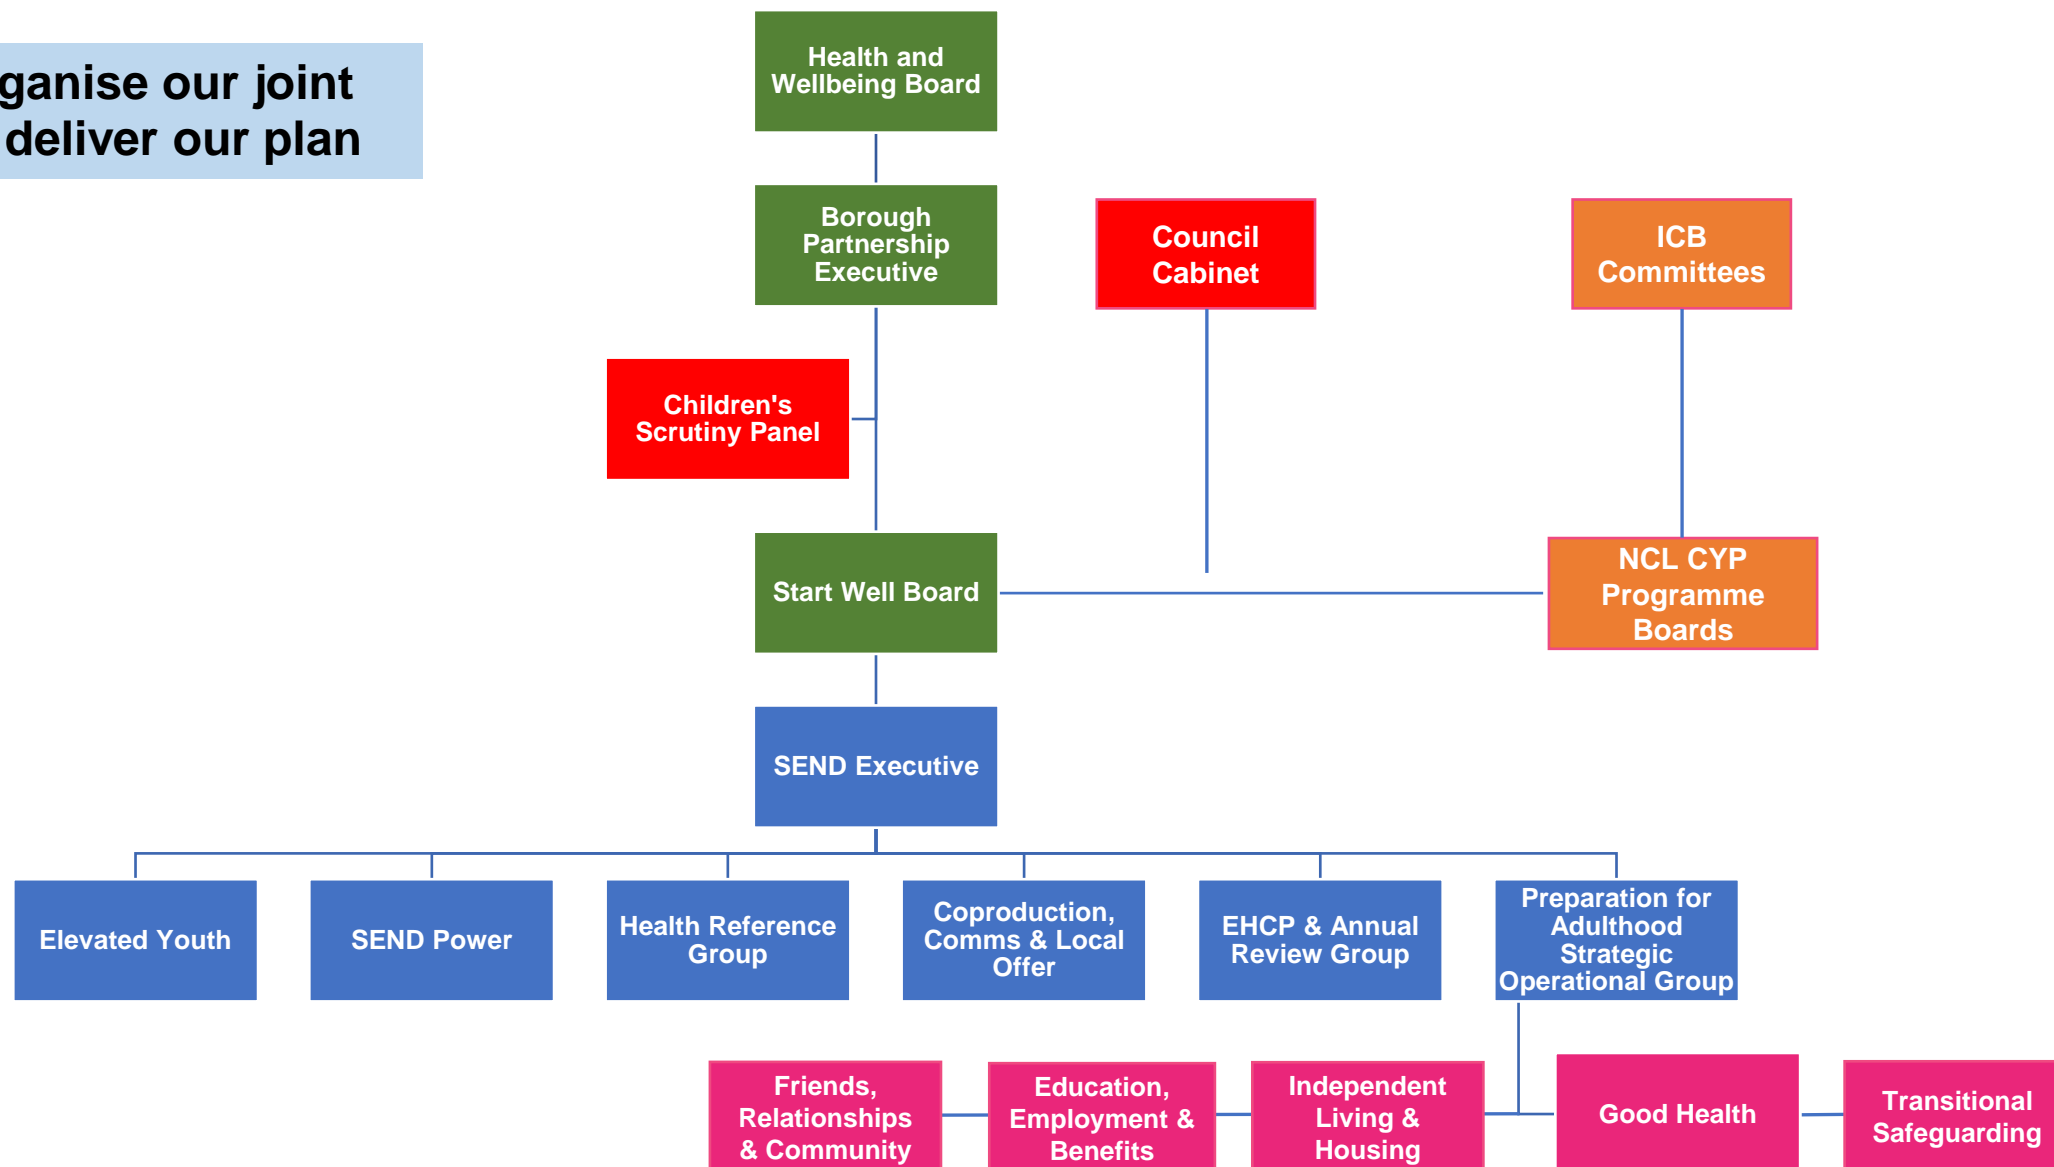 ganise our joint
deliver our plan
Health and
Wellbeing Board
Borough
Partnership
Executive
Council
Cabinet
ICB
Committees
Children's
Scrutiny Panel
Start Well Board
NCL CYP
Programme
Boards
SEND Executive
Elevated Youth
SEND Power
Health Reference
Group
Coproduction,
Comms & Local
Offer
EHCP & Annual
Review Group
Preparation for
Adulthood
Strategic
Operational Group
Friends,
Relationships
& Community
Education,
Employment &
Benefits
Independent
Living &
Housing
Good Health
Transitional
Safeguarding